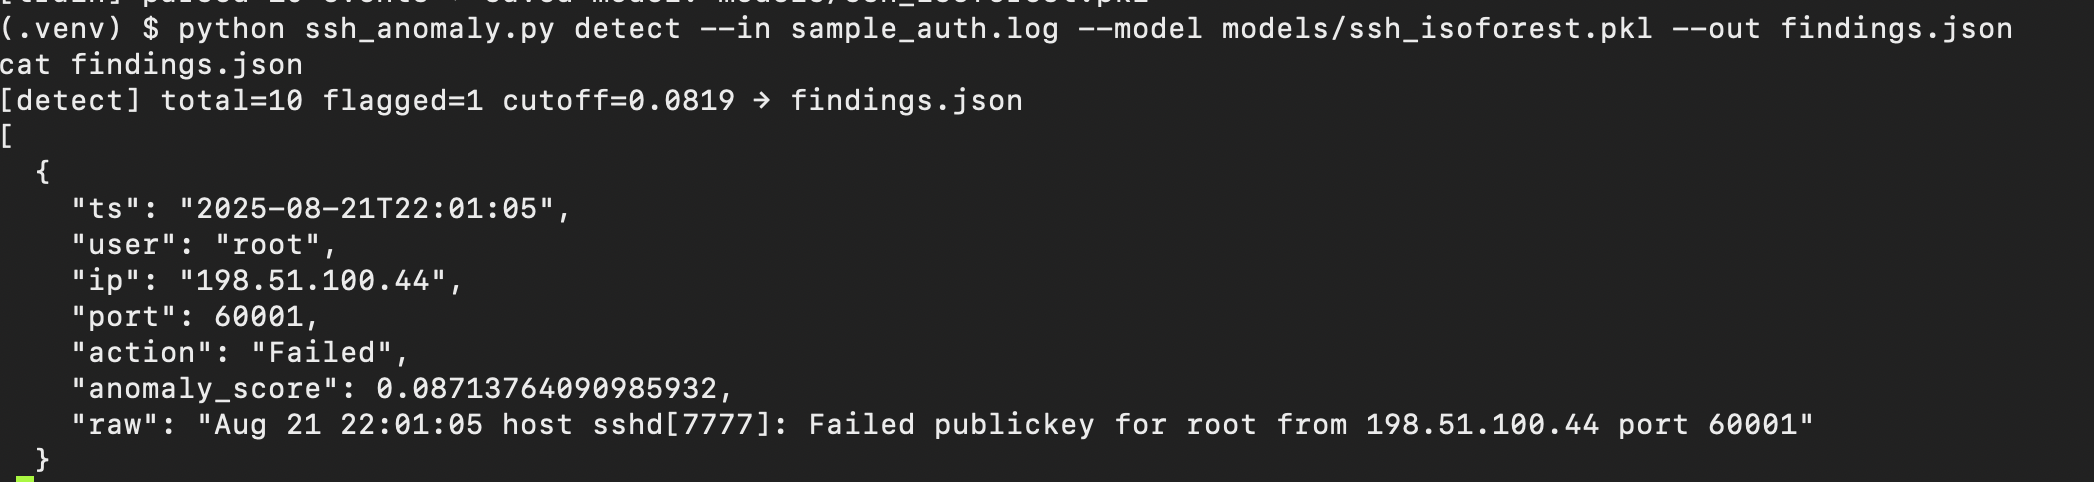 (.venv) $ python ssh_anomaly.py detect --in sample_auth.log --model models/ssh_isoforest.pkl --out findings.json
cat findings.json
[detect] total=10 flagged=1 cutoff=0.0819 → findings.json
[
  {
    "ts": "2025-08-21T22:01:05",
    "user": "root",
    "ip": "198.51.100.44",
    "port": 60001,
    "action": "Failed",
    "anomaly_score": 0.08713764090985932,
    "raw": "Aug 21 22:01:05 host sshd[7777]: Failed publickey for root from 198.51.100.44 port 60001"
  }